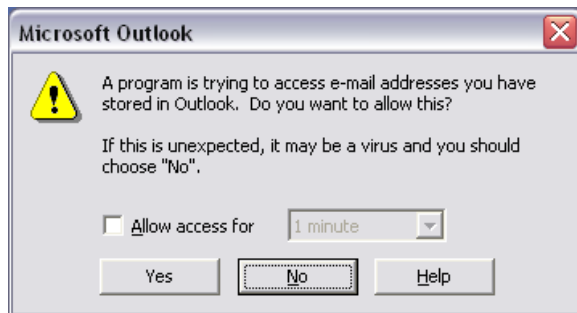 Microsoft Outlook
A program is trying to access e-mail addresses you have
stored in Outlook. Do you want to allow this?
If this is unexpected, it may be a virus and you should
choose "No".
Allow access for 1 minute
Yes No Help